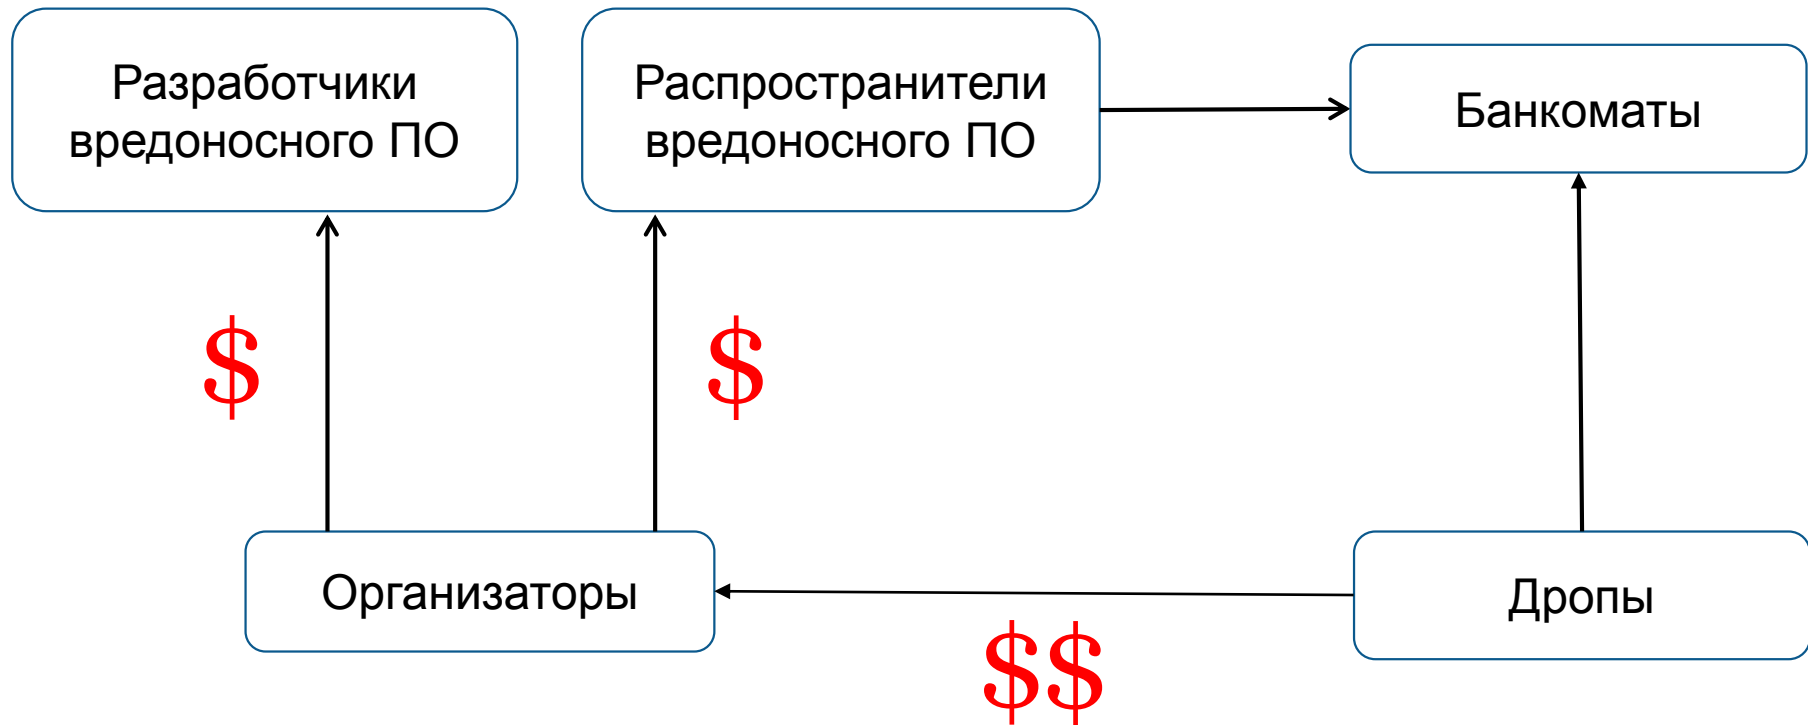 Разработчики
вредоносного ПО
Распространители
вредоносного ПО
Банкоматы
$
$
Организаторы
Дропы
$$